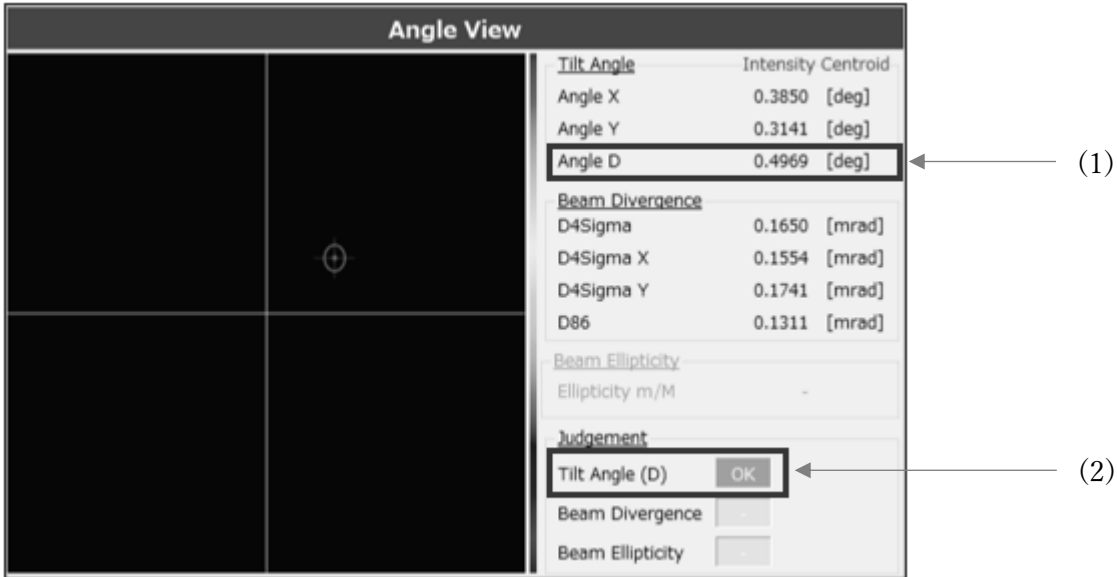 Angle View
Tilt Angle Intensity Centroid
Angle X 0.3850 [deg]
Angle Y 0.3141 [deg]
Angle D 0.4969 [deg]
(1)
Beam Divergence
D4Sigma 0.1650 [mrad]
D4Sigma X 0.1554 [mrad]
D4Sigma Y 0.1741 [mrad]
D86 0.1311 [mrad]
Beam Ellipticity
Ellipticity m/M -
Judgement
Tilt Angle (D) OK
(2)
Beam Divergence -
Beam Ellipticity -